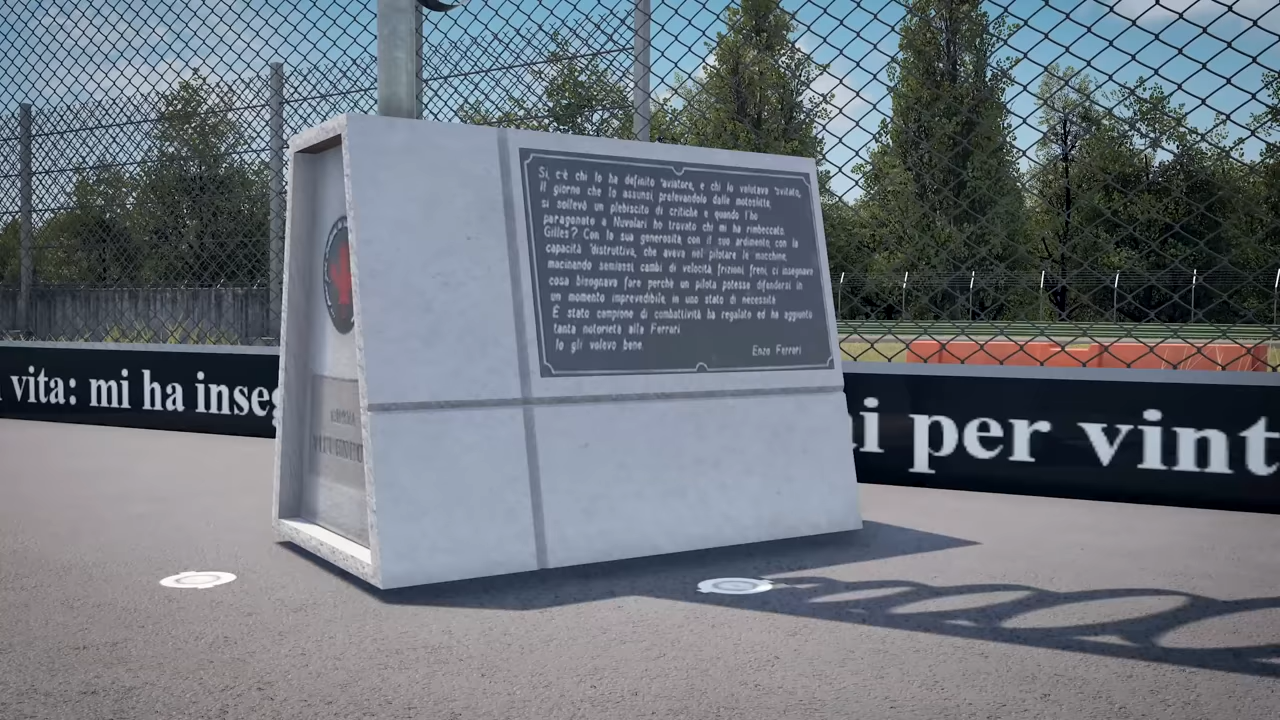 Si, c'è chi lo ha definito "aviatore, e chi lo valutava "svitato,
il giorno che lo assunsi, prelevandolo dalle motoslitte,
si sollevò un plebiscito di critiche e quando l'ho
paragonato a Nuvolari ho trovato chi mi ha rimbeccato.
Gilles? Con la sua generosità, con il suo ardimento, con la
capacità "distruttiva, che aveva nel pilotare le macchine,
macinando semiassi cambi di velocità frizioni freni, ci insegnava
cosa bisognava fare perchè un pilota potesse difendersi in
un momento imprevedibile, in uno stato di necessità
È stato campione di combattività ha regalato ed ha aggiunto
tanta notorietà alla Ferrari
Io gli volevo bene.
Enzo Ferrari
vita: mi ha inseg
i per vint